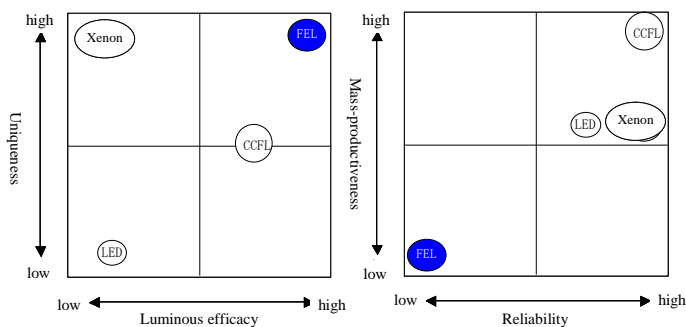 high
Xenon
FEL
Uniqueness
CCFL
LED
low
low
high
Luminous efficacy
high
CCFL
Mass-productiveness
LED
Xenon
FEL
low
low
high
Reliability